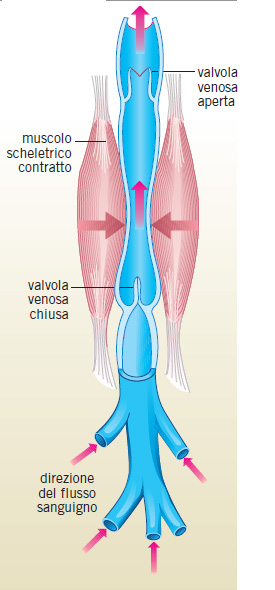 valvola
venosa
aperta
muscolo
scheletrico
contratto
valvola
venosa
chiusa
direzione
del flusso
sanguigno